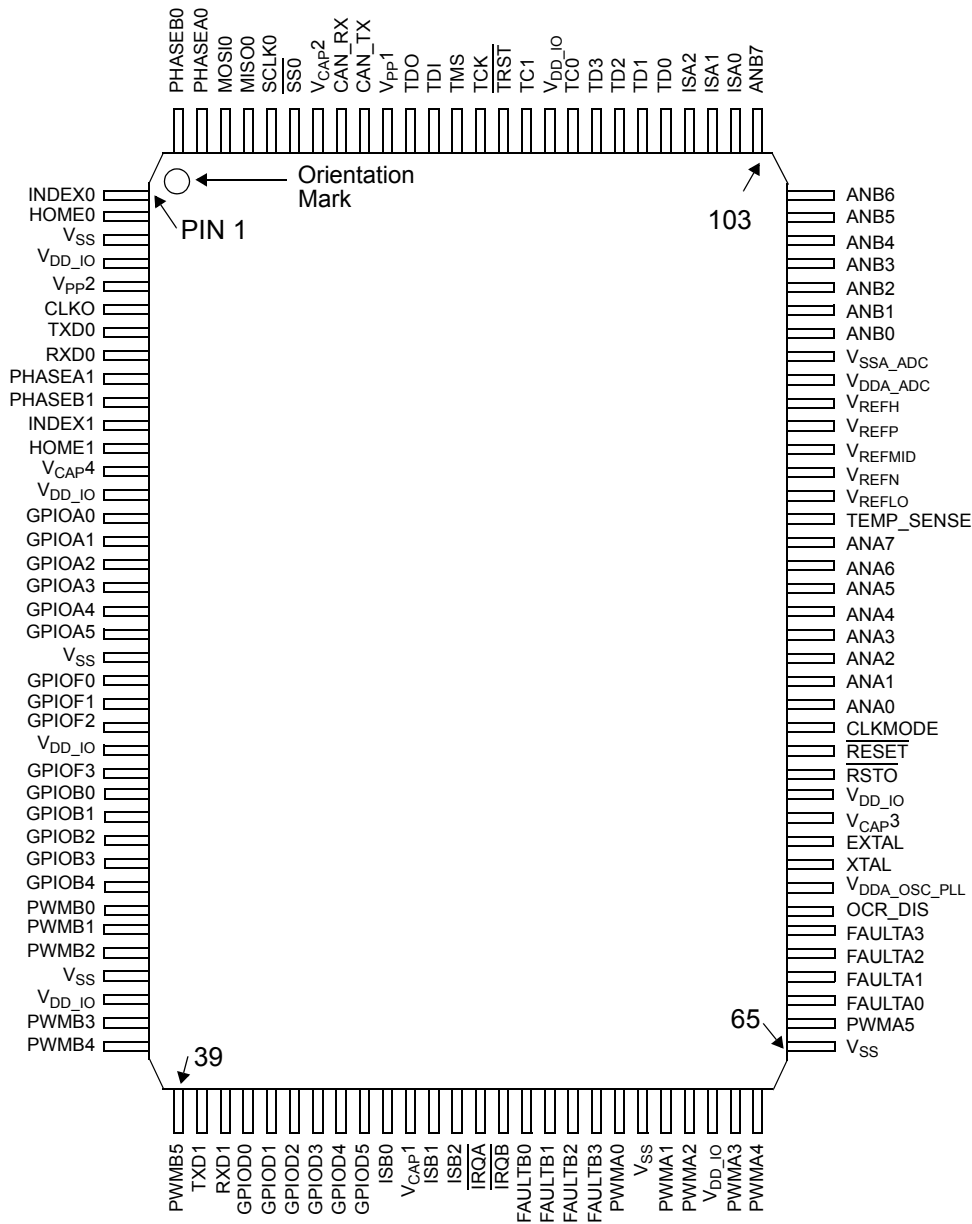 PHASEB0
PHASEA0
MOSI0
MISO0
SCLK0
SS0
VCAP2
CAN_RX
CAN_TX
VPP1
TDO
TDI
TMS
TCK
TRST
TC1
VDD_IO
TC0
TD3
TD2
TD1
TD0
ISA2
ISA1
ISA0
ANB7
Orientation
Mark
PIN 1
103
INDEX0
HOME0
VSS
VDD_IO
VPP2
CLKO
TXD0
RXD0
PHASEA1
PHASEB1
INDEX1
HOME1
VCAP4
VDD_IO
GPIOA0
GPIOA1
GPIOA2
GPIOA3
GPIOA4
GPIOA5
VSS
GPIOF0
GPIOF1
GPIOF2
VDD_IO
GPIOF3
GPIOB0
GPIOB1
GPIOB2
GPIOB3
GPIOB4
PWMB0
PWMB1
PWMB2
VSS
VDD_IO
PWMB3
PWMB4
ANB6
ANB5
ANB4
ANB3
ANB2
ANB1
ANB0
VSSA_ADC
VDDA_ADC
VREFH
VREFP
VREFMID
VREFN
VREFLO
TEMP_SENSE
ANA7
ANA6
ANA5
ANA4
ANA3
ANA2
ANA1
ANA0
CLKMODE
RESET
RSTO
VDD_IO
VCAP3
EXTAL
XTAL
VDDA_OSC_PLL
OCR_DIS
FAULTA3
FAULTA2
FAULTA1
FAULTA0
PWMA5
VSS
65
39
PWMB5
TXD1
RXD1
GPIOD0
GPIOD1
GPIOD2
GPIOD3
GPIOD4
GPIOD5
ISB0
VCAP1
ISB1
ISB2
IRQA
IRQB
FAULTB0
FAULTB1
FAULTB2
FAULTB3
PWMA0
VSS
PWMA1
PWMA2
VDD_IO
PWMA3
PWMA4